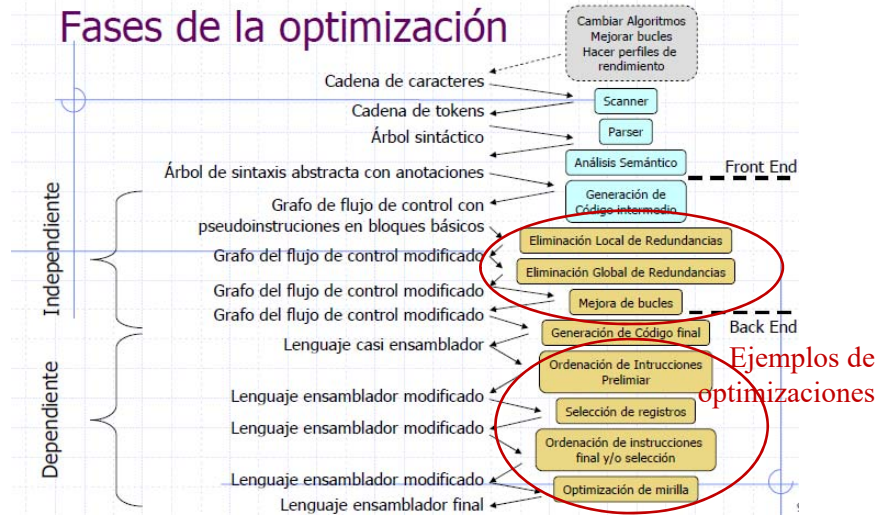 Fases de la optimización
Cambiar Algoritmos
Mejorar bucles
Hacer perfiles de
rendimiento
Cadena de caracteres
Scanner
Cadena de tokens
Parser
Árbol sintáctico
Análisis Semántico
Front End
Árbol de sintaxis abstracta con anotaciones
Generación de
Código intermedio
Grafo de flujo de control con
pseudoinstruciones en bloques básicos
Eliminación Local de Redundancias
Grafo del flujo de control modificado
Eliminación Global de Redundancias
Grafo del flujo de control modificado
Mejora de bucles
Grafo del flujo de control modificado
Back End
Generación de Código final
Lenguaje casi ensamblador
Ordenación de Intrucciones
Prelimiar
Lenguaje ensamblador modificado
Selección de registros
Lenguaje ensamblador modificado
Ordenación de instrucciones
final y/o selección
Lenguaje ensamblador modificado
Optimización de mirilla
Lenguaje ensamblador final
Independiente
Dependiente
Ejemplos de
optimizaciones